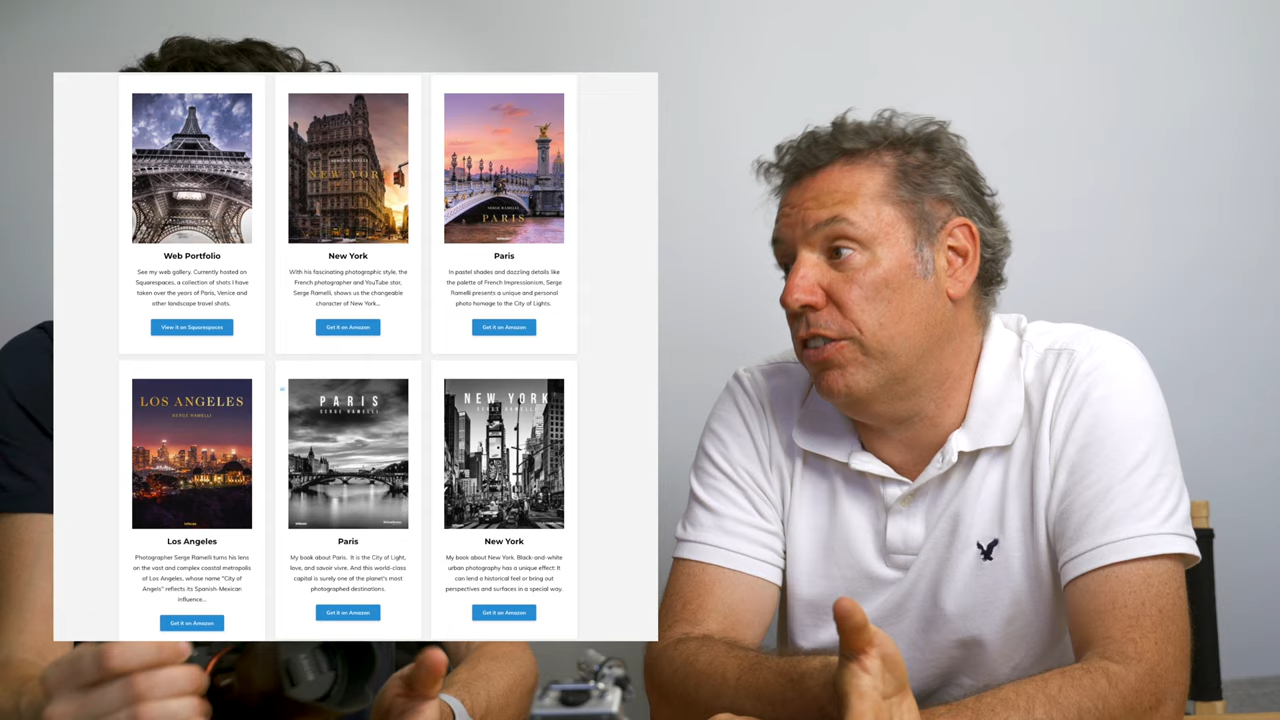 Web Portfolio
See my web gallery. Currently hosted on
Squarespaces, a collection of shots I have
taken over the years of Paris, Venice and
other landscape travel shots.
View it on Squarespaces
SERGE RAMELLI
NEW YORK
New York
With his fascinating photographic style, the
French photographer and YouTube star,
Serge Ramelli, shows us the changeable
character of New York...
Get it on Amazon
SERGE RAMELLI
PARIS
Paris
In pastel shades and dazzling details like
the palette of French Impressionism, Serge
Ramelli presents a unique and personal
photo homage to the City of Lights.
Get it on Amazon
LOS ANGELES
SERGE RAMELLI
Los Angeles
Photographer Serge Ramelli turns his lens
on the vast and complex coastal metropolis
of Los Angeles, whose name "City of
Angels" reflects its Spanish-Mexican
influence...
Get it on Amazon
PARIS
SERGE RAMELLI
Paris
My book about Paris. It is the City of Light,
love, and savoir vivre. And this world-class
capital is surely one of the planet's most
photographed destinations.
Get it on Amazon
NEW YORK
SERGE RAMELLI
New York
My book about New York. Black-and-white
urban photography has a unique effect: It
can lend a historical feel or bring out
perspectives and surfaces in a special way.
Get it on Amazon